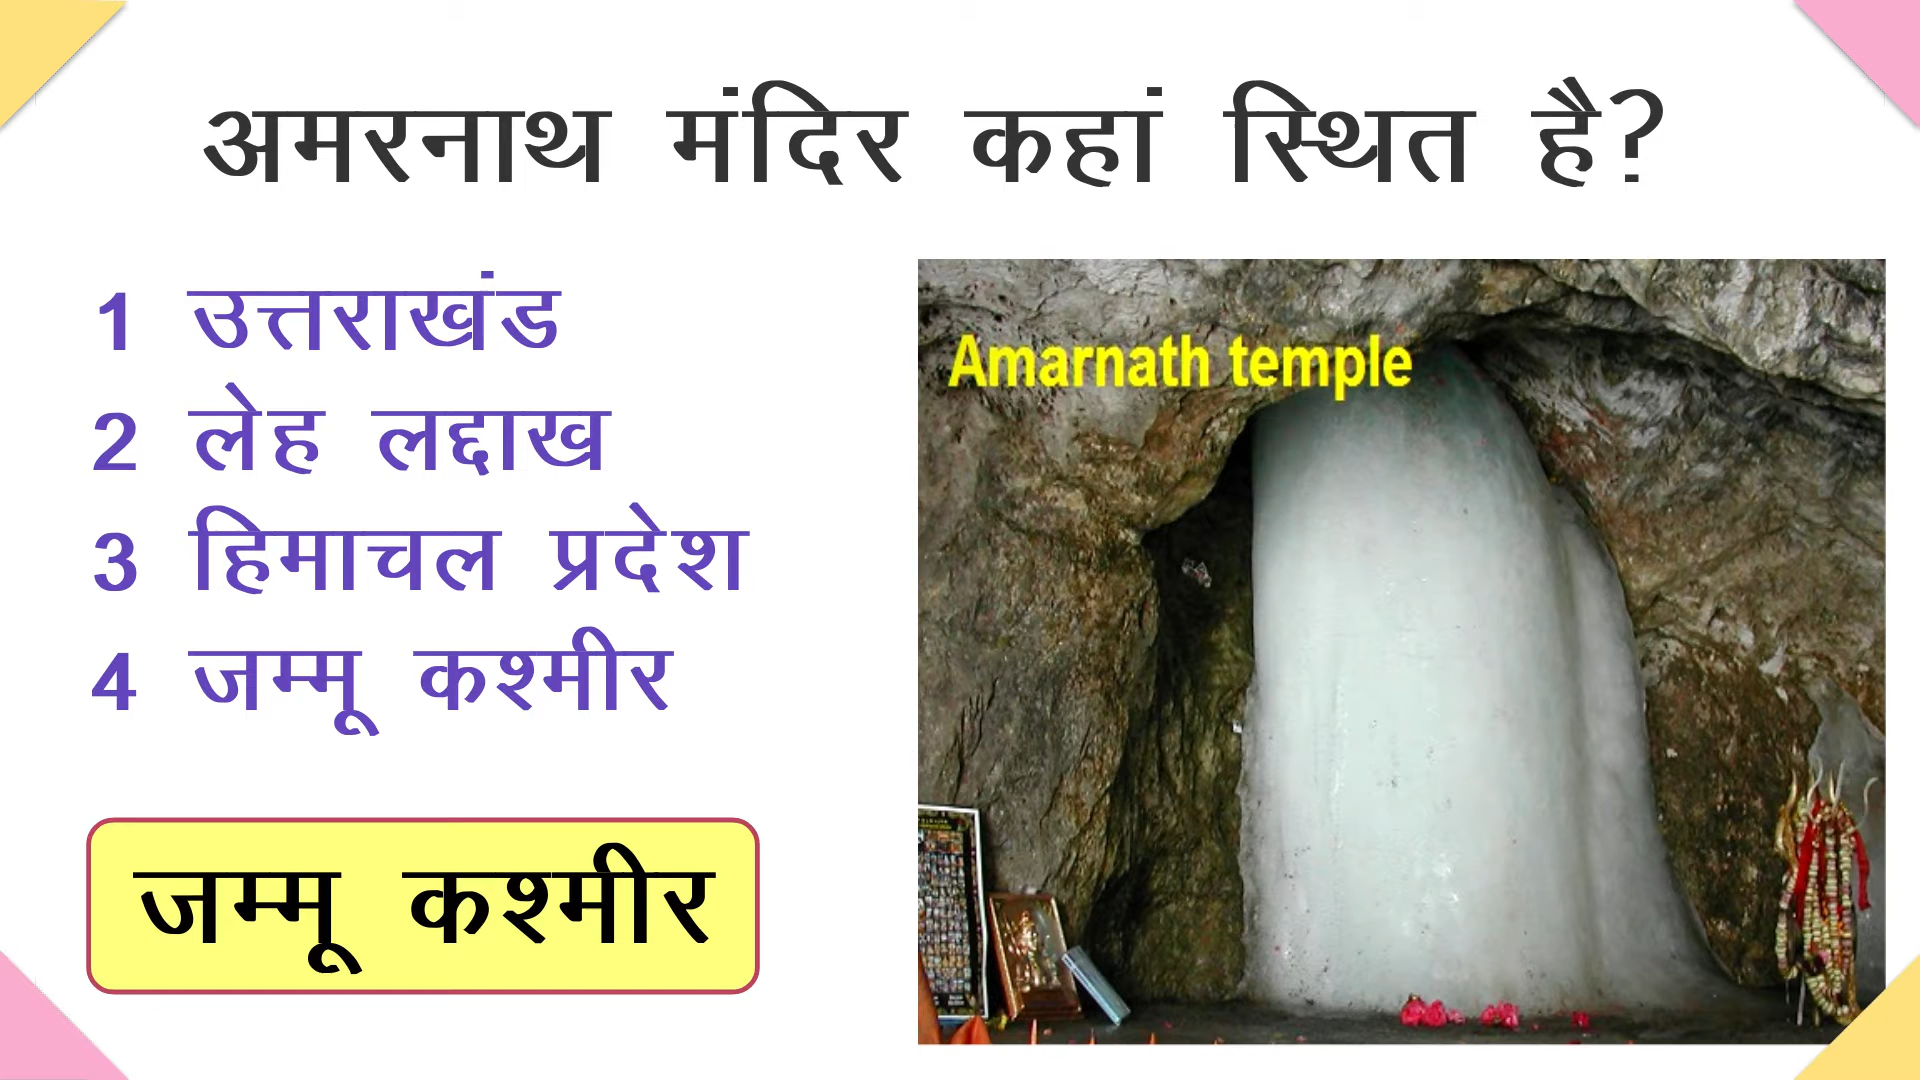 अमरनाथ मंदिर कहां स्थित है?
1 उत्तराखंड
2 लेह लद्दाख
3 हिमाचल प्रदेश
4 जम्मू कश्मीर
जम्मू कश्मीर
Amarnath temple